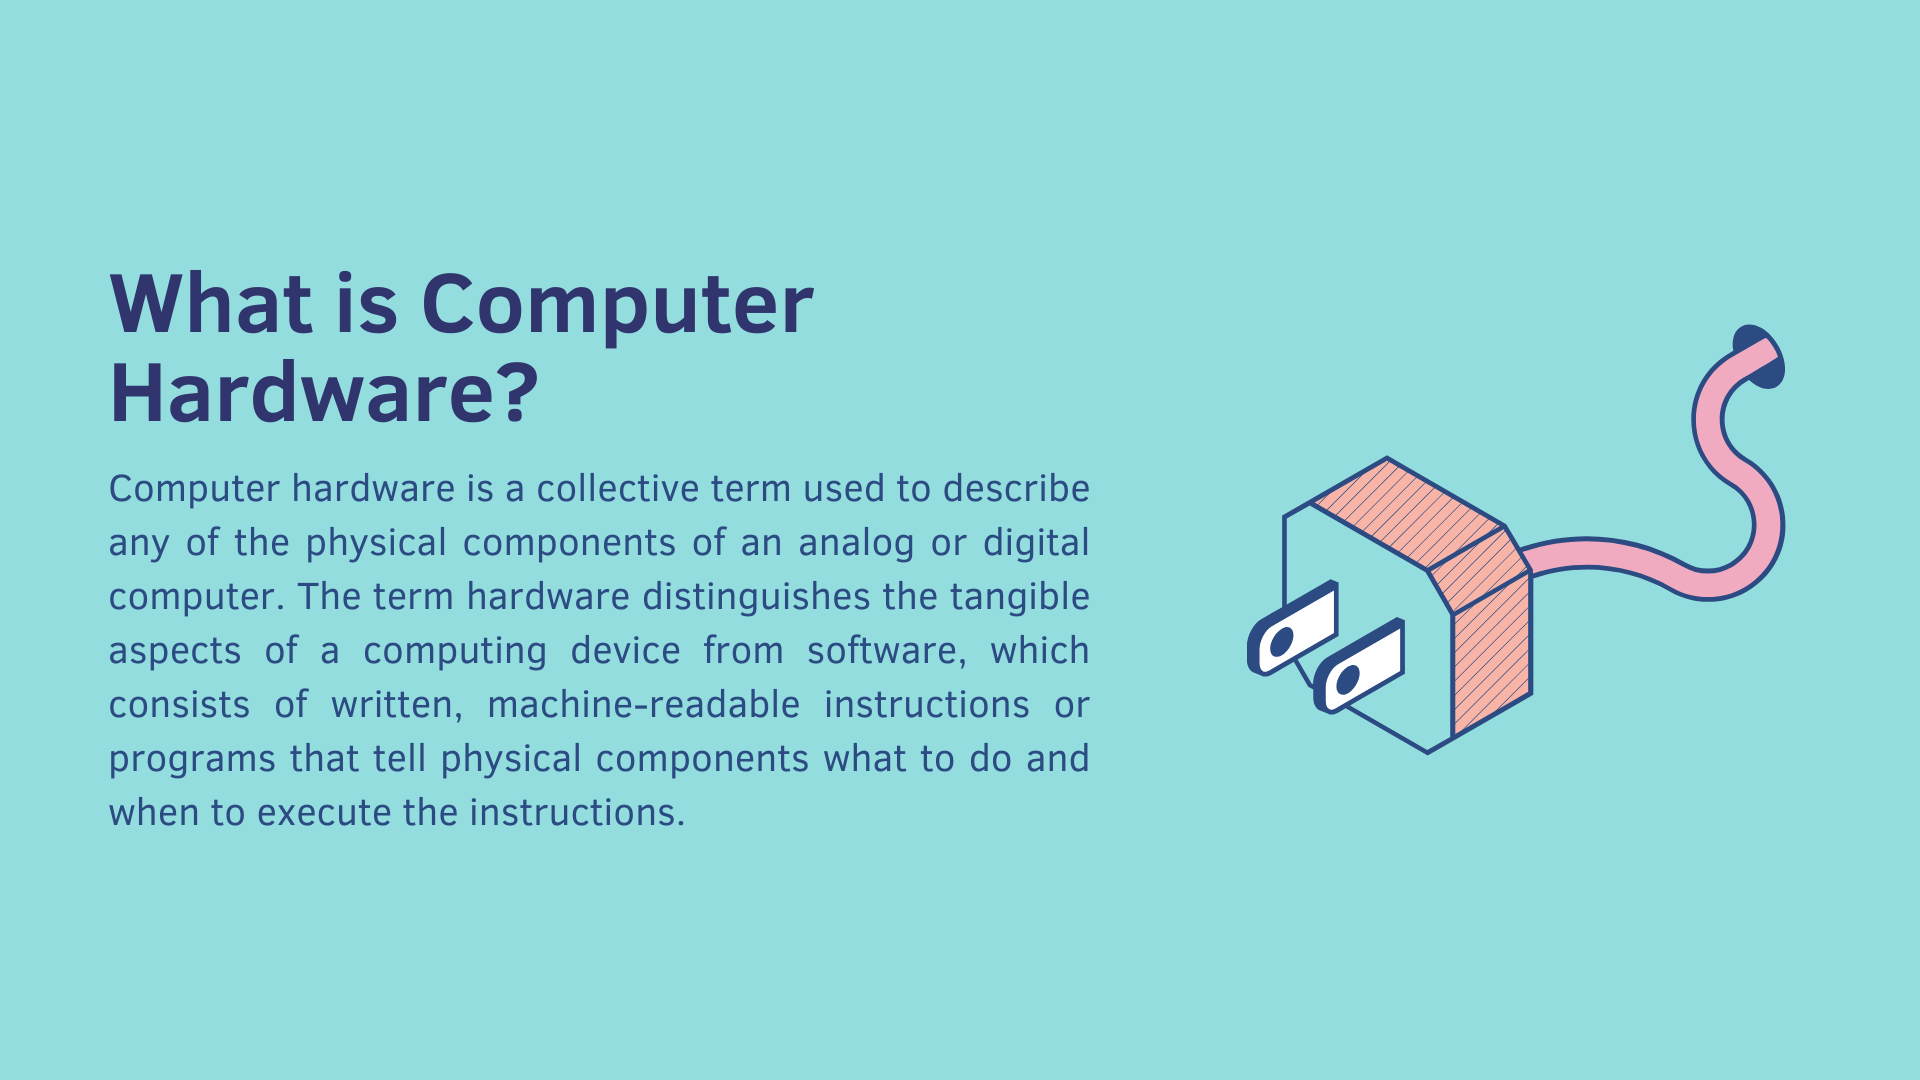 What is Computer
Hardware?
Computer hardware is a collective term used to describe
any of the physical components of an analog or digital
computer. The term hardware distinguishes the tangible
aspects of a computing device from software, which
consists of written, machine-readable instructions or
programs that tell physical components what to do and
when to execute the instructions.